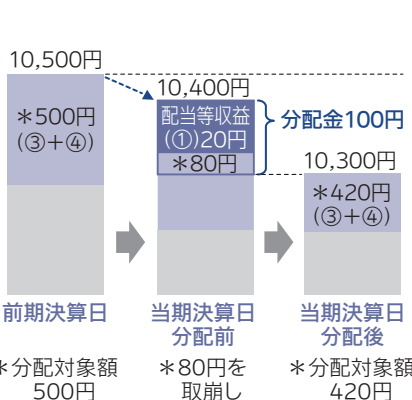 10,500円
＊500円
(③＋④)
前期決算日
＊分配対象額
500円
10,400円
配当等収益
(①)20円
＊80円
分配金100円
当期決算日
分配前
＊80円を
取崩し
10,300円
＊420円
(③＋④)
当期決算日
分配後
＊分配対象額
420円